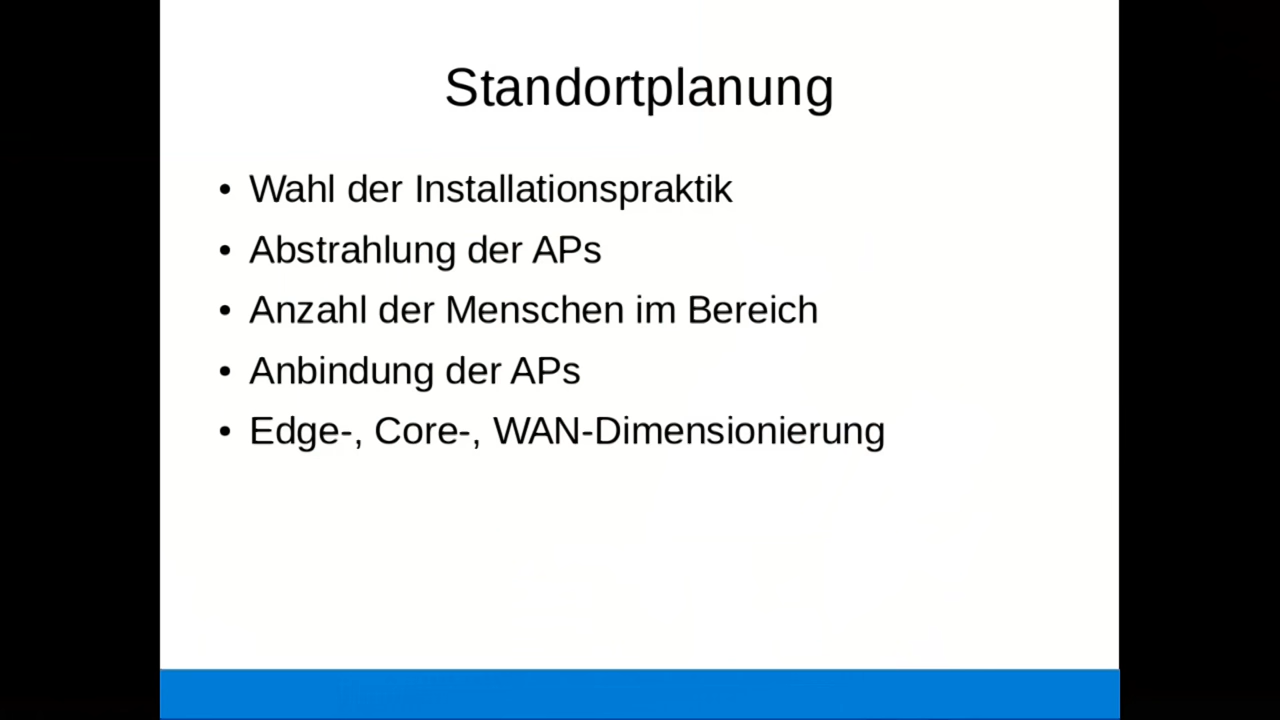 Standortplanung
• Wahl der Installationspraktik
• Abstrahlung der APs
• Anzahl der Menschen im Bereich
• Anbindung der APs
• Edge-, Core-, WAN-Dimensionierung